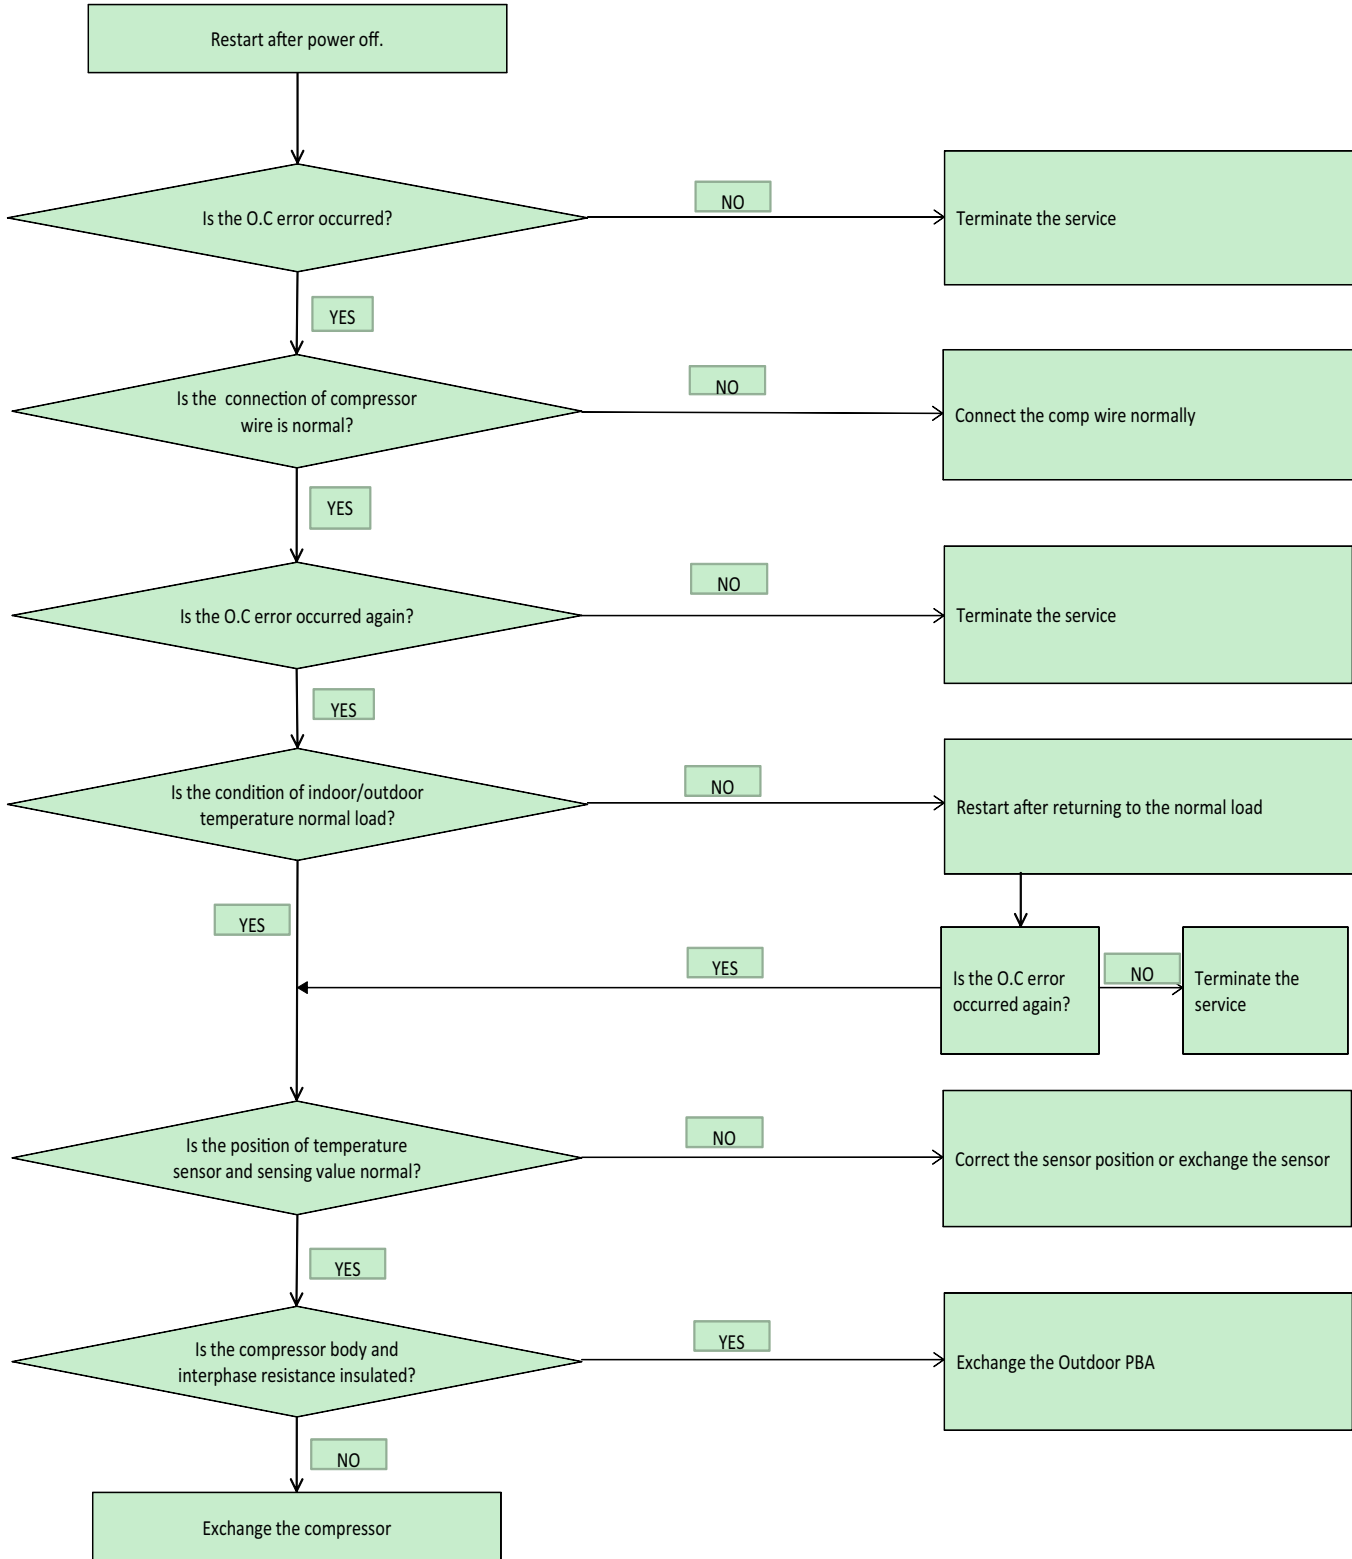 Restart after power off.
Is the O.C error occurred?
NO
Terminate the service
YES
Is the  connection of compressor
wire is normal?
NO
Connect the comp wire normally
YES
Is the O.C error occurred again?
NO
Terminate the service
YES
Is the condition of indoor/outdoor
temperature normal load?
NO
Restart after returning to the normal load
YES
YES
Is the O.C error
occurred again?
NO
Terminate the
service
Is the position of temperature
sensor and sensing value normal?
NO
Correct the sensor position or exchange the sensor
YES
Is the compressor body and
interphase resistance insulated?
YES
Exchange the Outdoor PBA
NO
Exchange the compressor